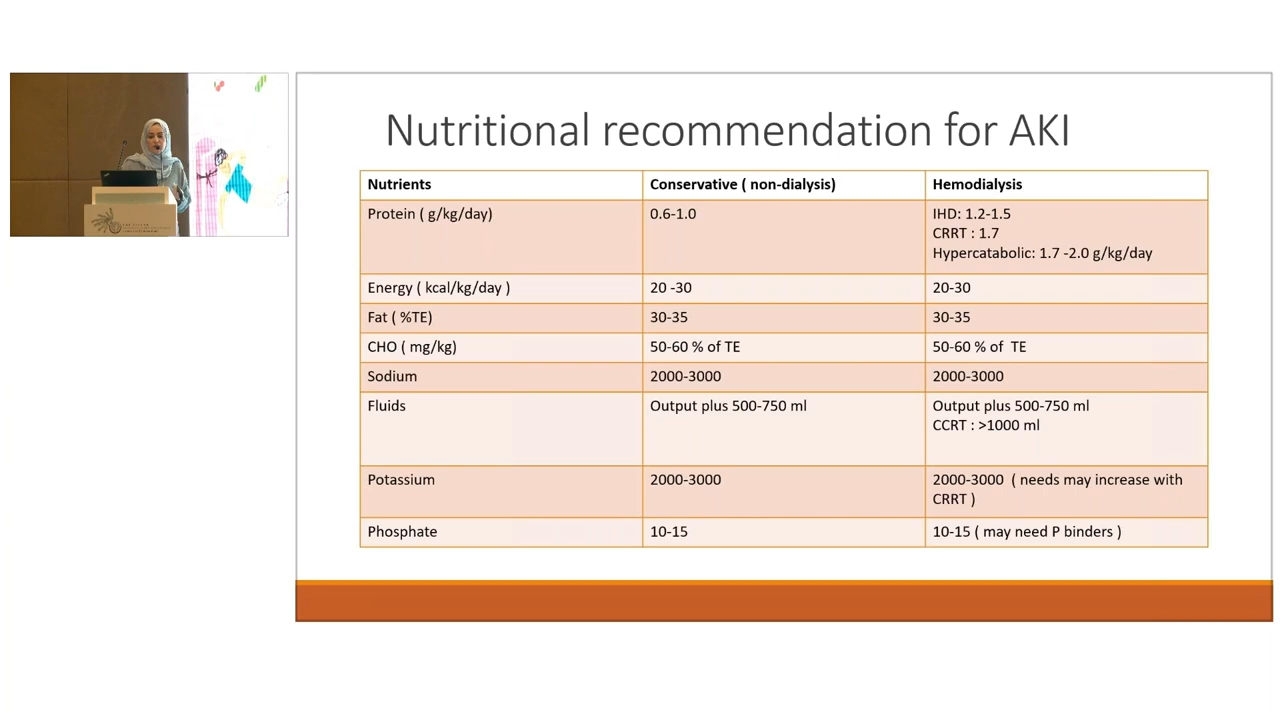 Nutritional recommendation for AKI
Nutrients Conservative ( non-dialysis) Hemodialysis
Protein ( g/kg/day) 0.6-1.0 IHD: 1.2-1.5
CRRT : 1.7
Hypercatabolic: 1.7 -2.0 g/kg/day
Energy ( kcal/kg/day ) 20 -30 20-30
Fat ( %TE) 30-35 30-35
CHO ( mg/kg) 50-60 % of TE 50-60 % of  TE
Sodium 2000-3000 2000-3000
Fluids Output plus 500-750 ml Output plus 500-750 ml
CCRT : >1000 ml
Potassium 2000-3000 2000-3000  ( needs may increase with
CRRT )
Phosphate 10-15 10-15 ( may need P binders )